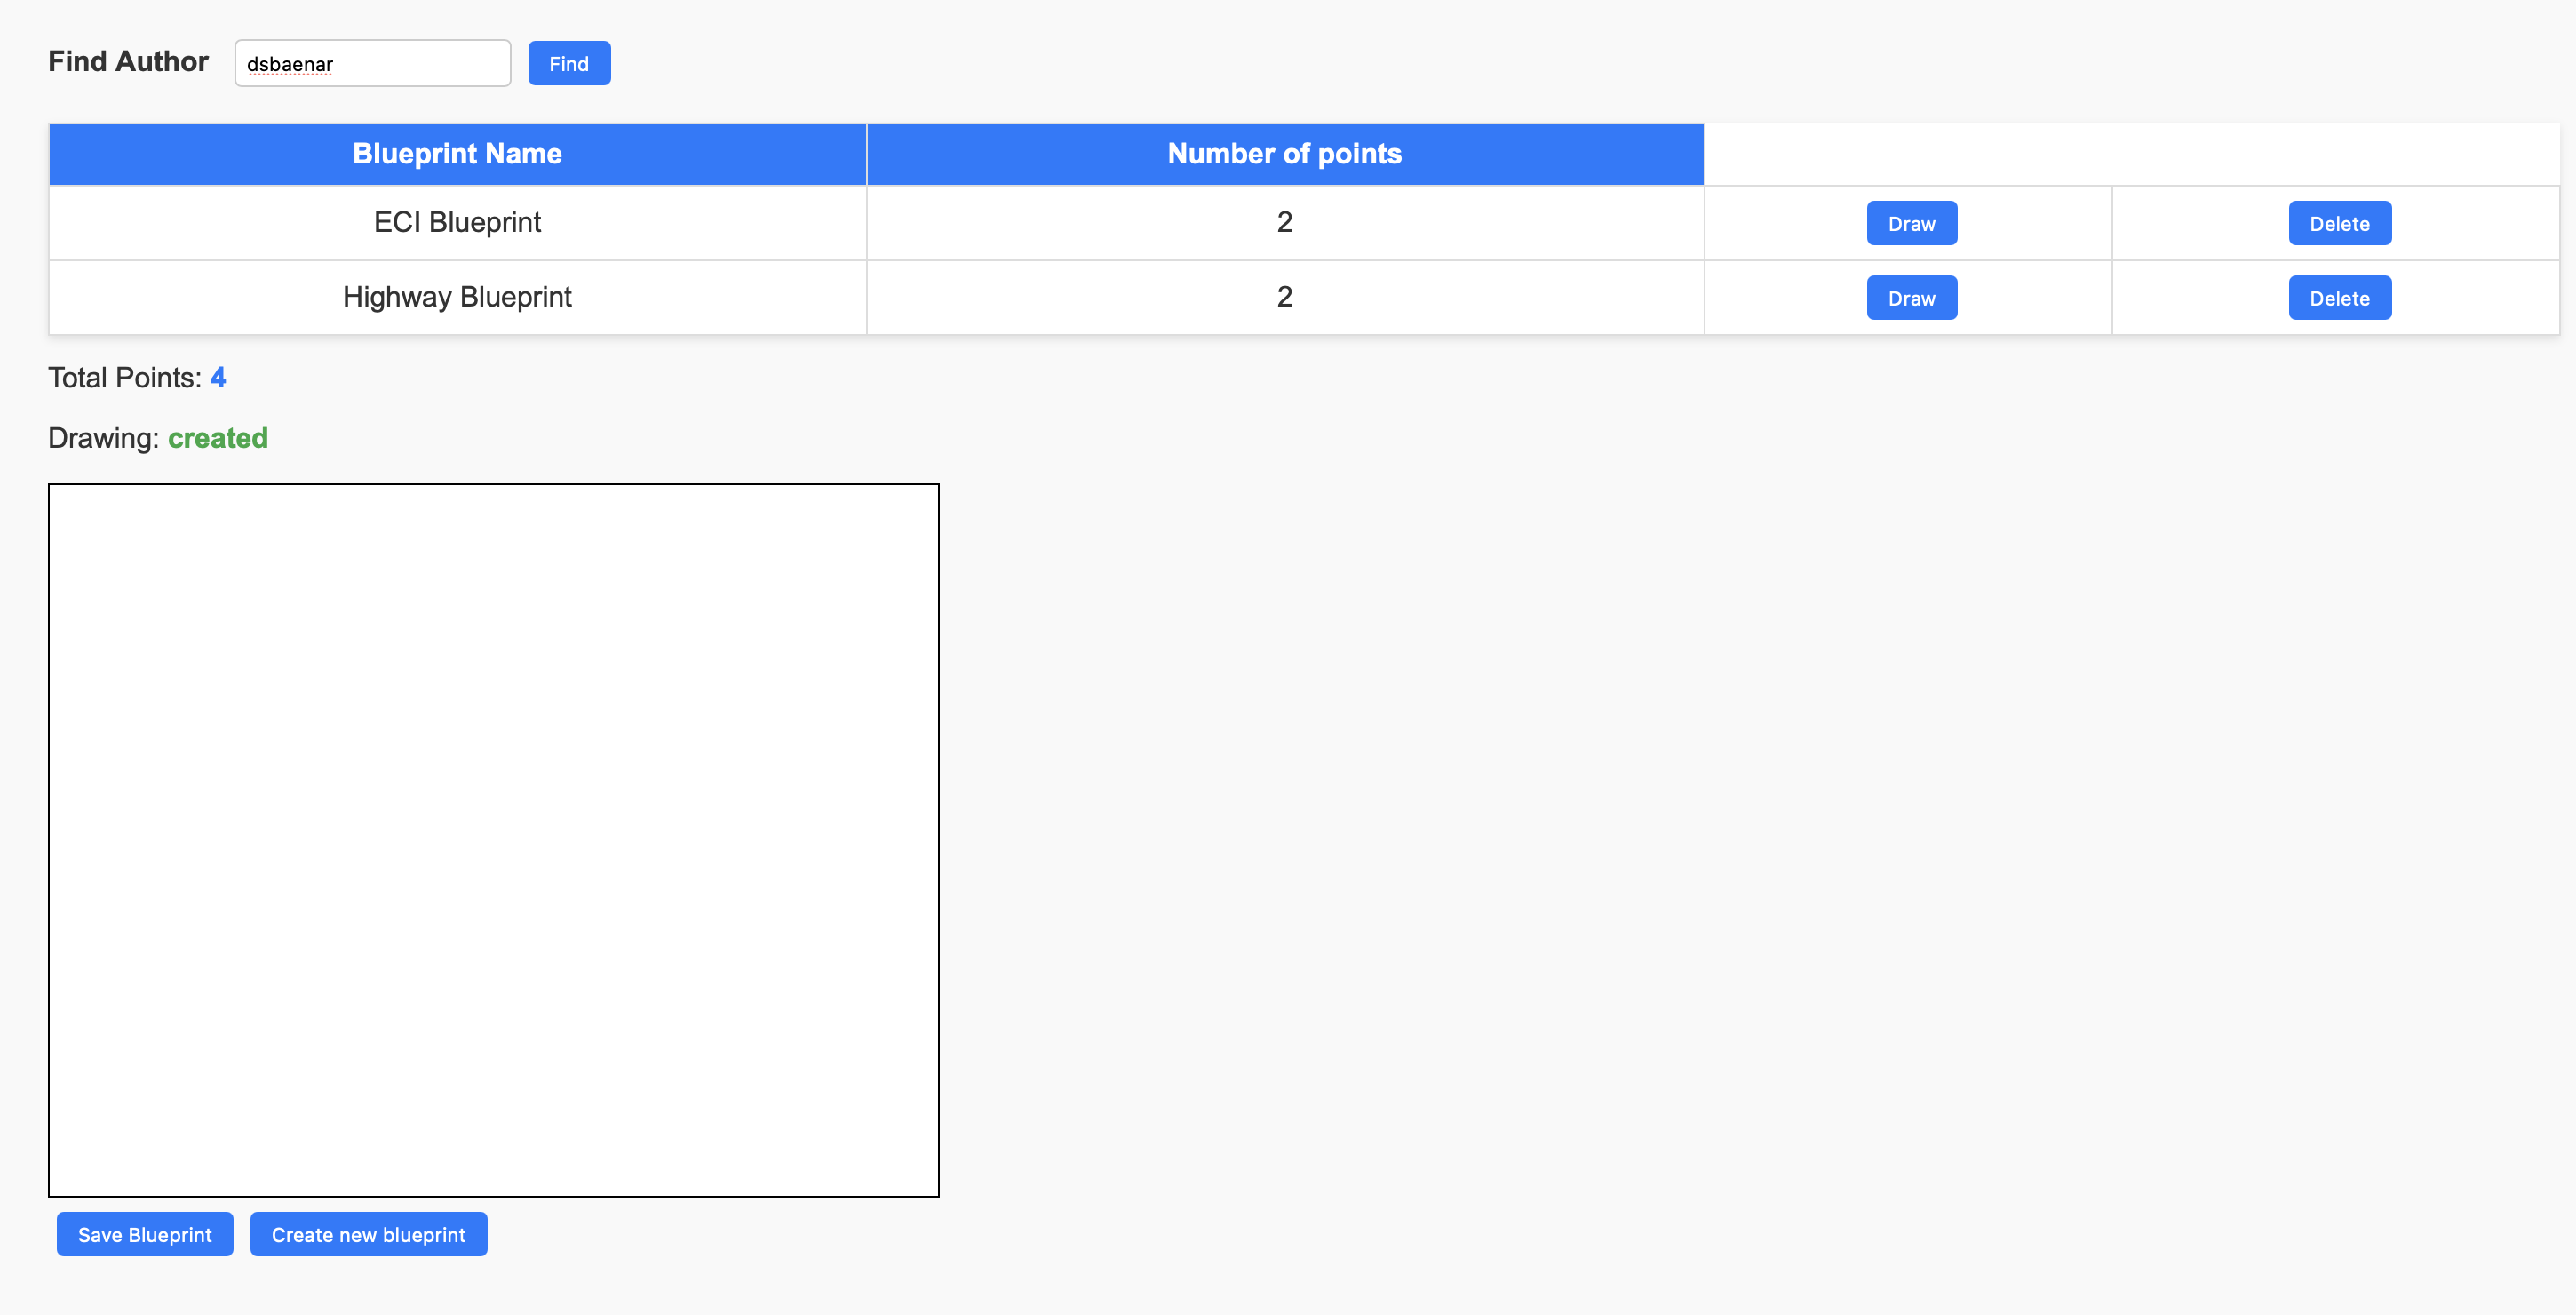 Find Author dsbaenar Find
Blueprint Name Number of points
ECI Blueprint 2 Draw Delete
Highway Blueprint 2 Draw Delete
Total Points: 4
Drawing: created
Save Blueprint Create new blueprint